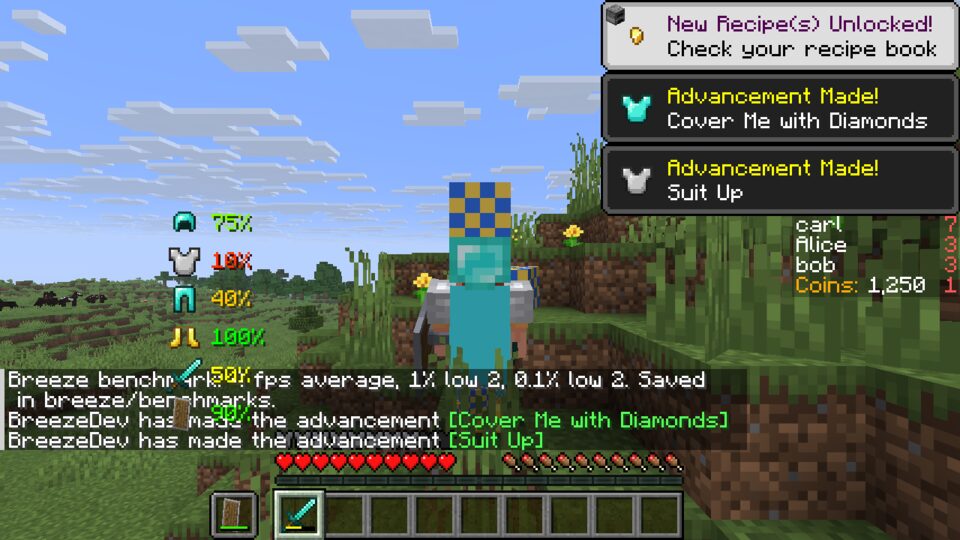 New Recipe(s) Unlocked!
Check your recipe book
Advancement Made!
Cover Me with Diamonds
Advancement Made!
Suit Up
carl 7
Alice 3
bob 3
Coins: 1,250 1
75%
10%
40%
100%
50%
90%
Breeze fps average, 1% low 2, 0.1% low 2. Saved
in breeze/benchmarks.
BreezeDev has made the advancement [Cover Me with Diamonds]
BreezeDev has made the advancement [Suit Up]